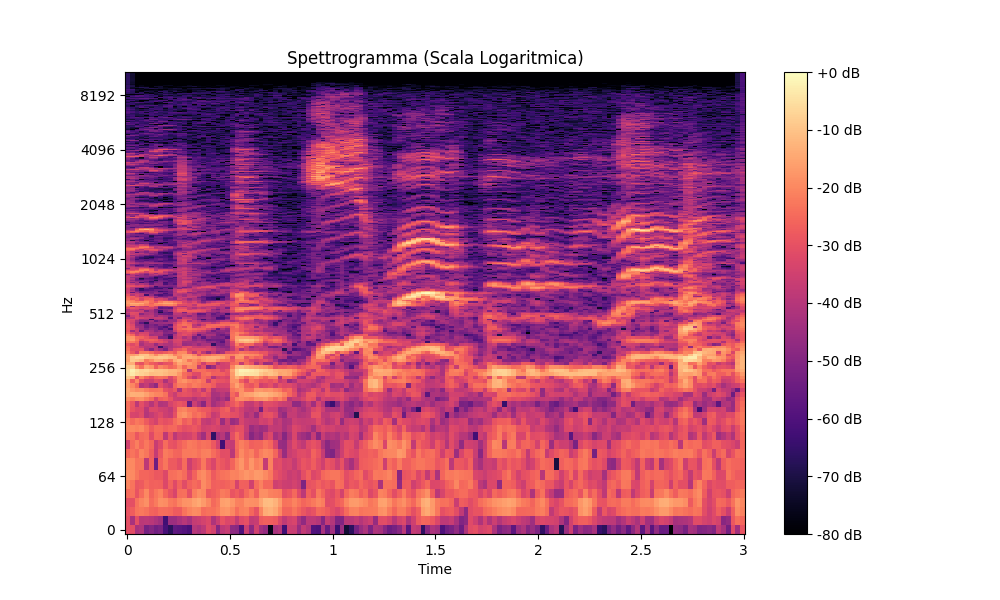 Spettrogramma (Scala Logaritmica)
8192
4096
2048
1024
512
256
128
64
0
Hz
0
0.5
1
1.5
2
2.5
3
Time
+0 dB
-10 dB
-20 dB
-30 dB
-40 dB
-50 dB
-60 dB
-70 dB
-80 dB